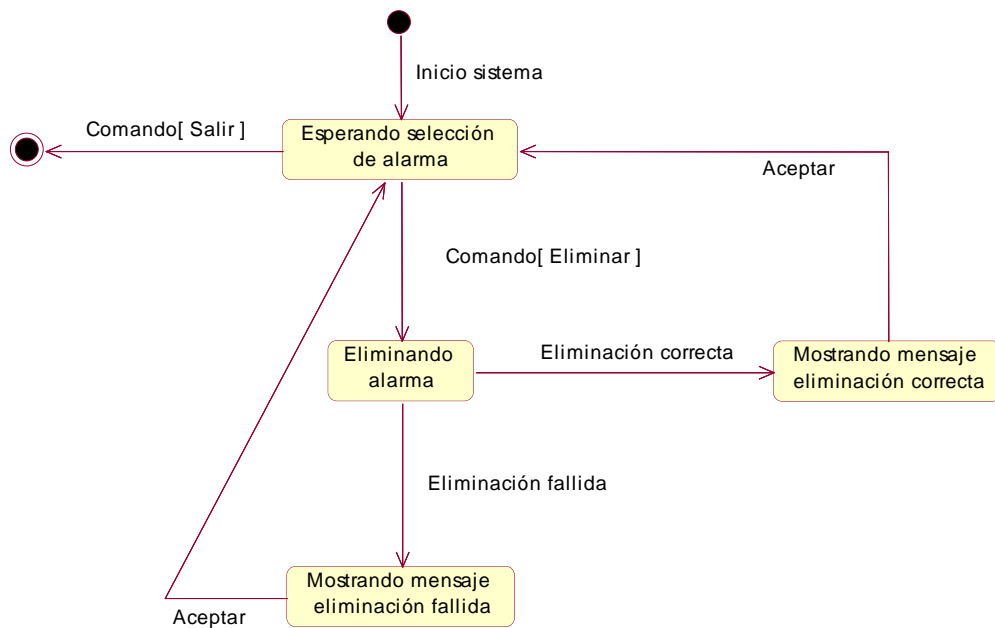 Inicio sistema
Comando[ Salir ]
Esperando selección
de alarma
Aceptar
Comando[ Eliminar ]
Eliminando
alarma
Eliminación correcta
Mostrando mensaje
eliminación correcta
Eliminación fallida
Mostrando mensaje
eliminación fallida
Aceptar